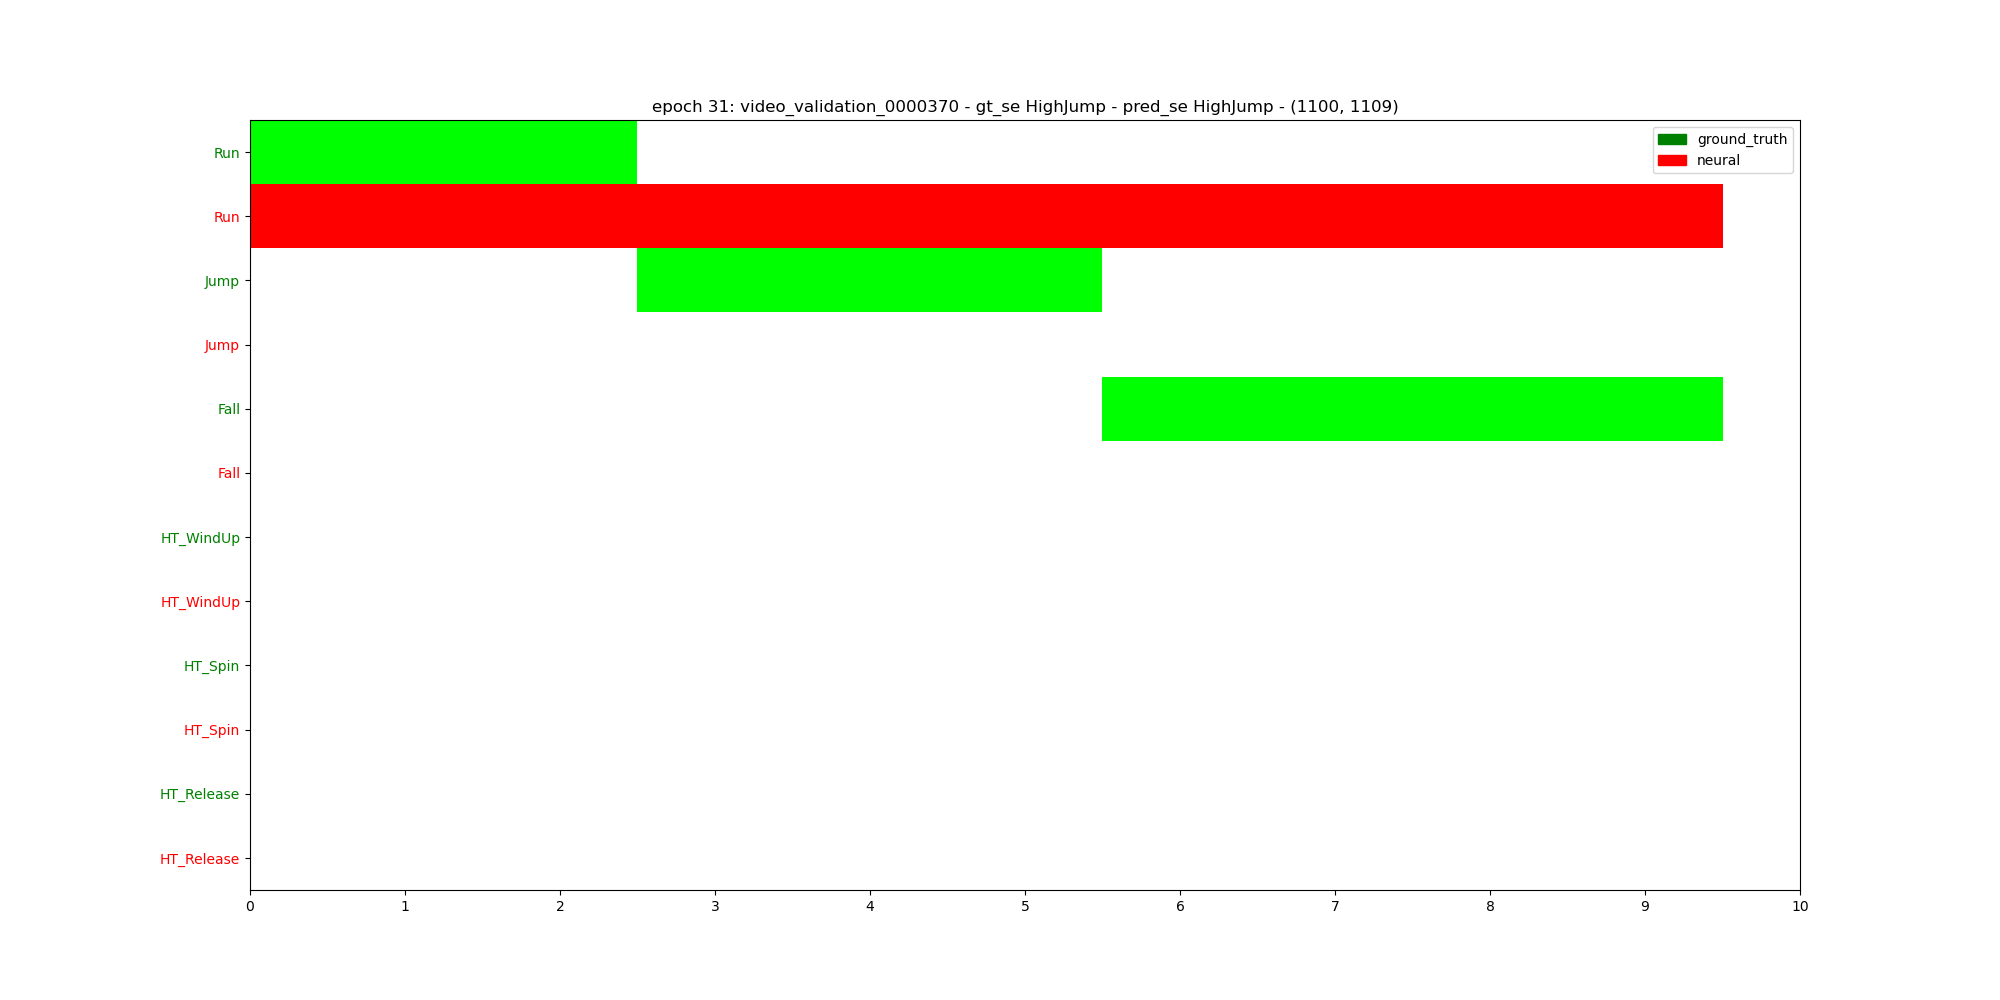 epoch 31: video_validation_0000370 - gt_se HighJump - pred_se HighJump - (1100, 1109)
ground_truth
neural
Run
Run
Jump
Jump
Fall
Fall
HT_WindUp
HT_WindUp
HT_Spin
HT_Spin
HT_Release
HT_Release
0 1 2 3 4 5 6 7 8 9 10